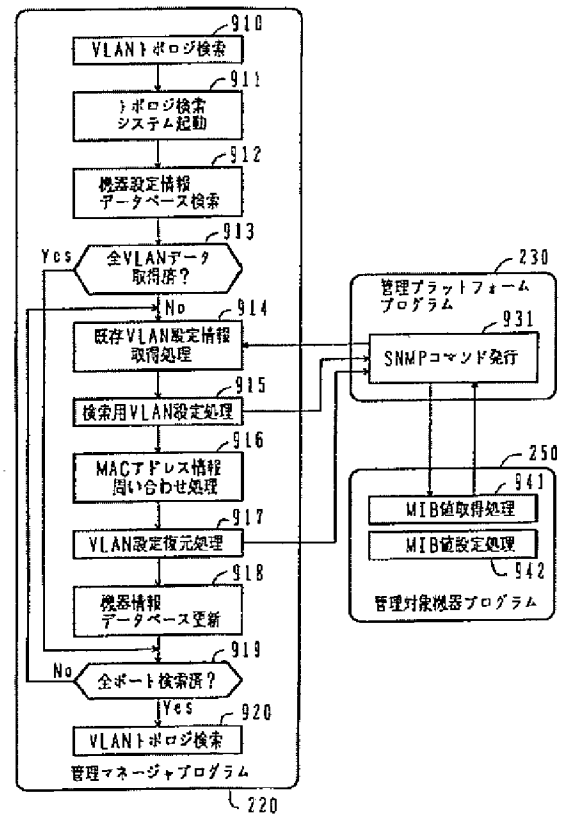 910
VLANトポロジ検索
911
トポロジ検索
システム起動
912
機器設定情報
データベース検索
913
Yes
全VLANデータ
取得済?
No
914
既存VLAN設定情報
取得処理
915
検索用VLAN設定処理
916
MACアドレス情報
問い合わせ処理
917
VLAN設定復元処理
918
機器情報
データベース更新
919
No
全ポート検索済?
Yes
920
VLANトポロジ検索
管理マネージャプログラム
220
230
管理プラットフォーム
プログラム
931
SNMPコマンド発行
250
941
MIB値取得処理
MIB値設定処理
942
管理対象機器プログラム